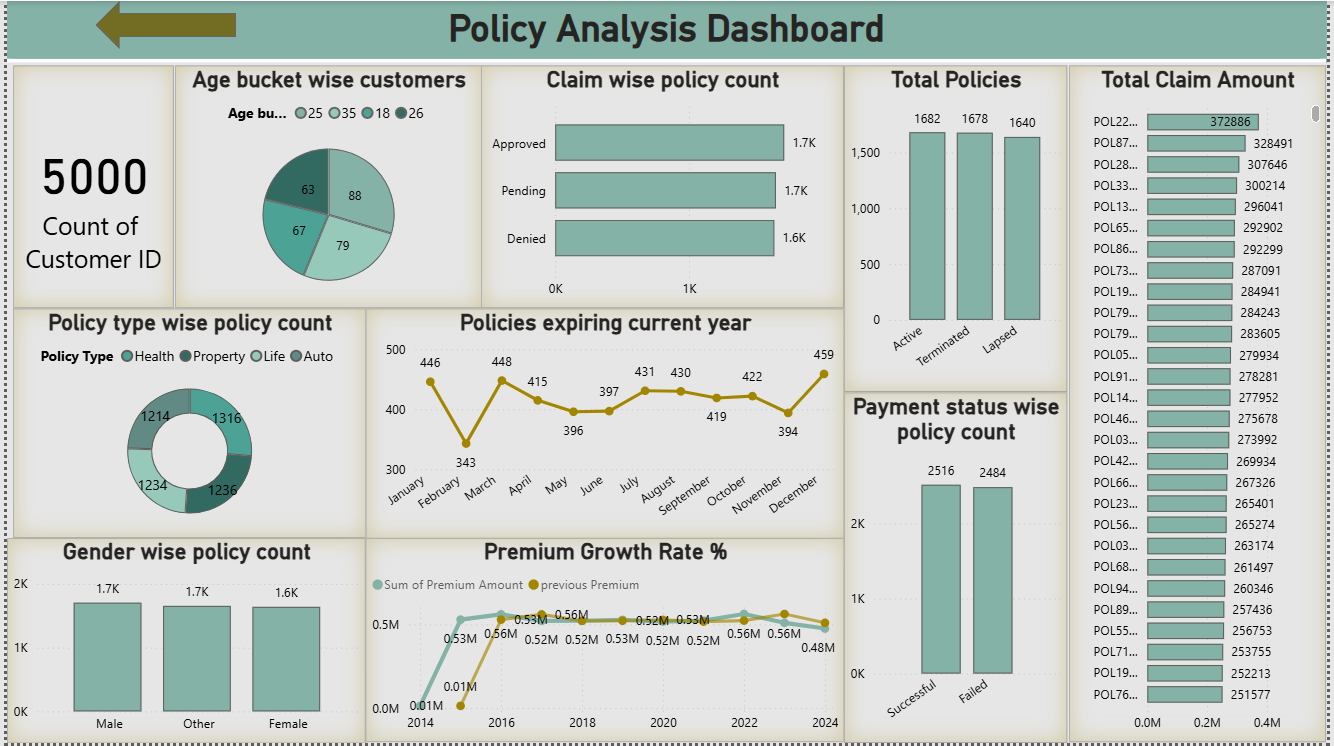 Policy Analysis Dashboard
5000
Count of
Customer ID
Age bucket wise customers
Age bu... 25 35 18 26
63
88
67
79
Claim wise policy count
Approved 1.7K
Pending 1.7K
Denied 1.6K
0K 1K
Total Policies
1682 1678 1640
1,500
1,000
500
0
Active Terminated Lapsed
Total Claim Amount
POL22... 372886
POL87... 328491
POL28... 307646
POL33... 300214
POL13... 296041
POL65... 292902
POL86... 292299
POL73... 287091
POL19... 284941
POL79... 284243
POL79... 283605
POL05... 279934
POL91... 278281
POL14... 277952
POL46... 275678
POL03... 273992
POL42... 269934
POL66... 267326
POL23... 265401
POL56... 265274
POL03... 263174
POL68... 261497
POL94... 260346
POL89... 257436
POL55... 256753
POL71... 253755
POL19... 252213
POL76... 251577
0.0M 0.2M 0.4M
Policy type wise policy count
Policy Type Health Property Life Auto
1214 1316
1234 1236
Policies expiring current year
500
400
300
446 343 448 415 396 397 431 430 419 422 394 459
January February March April May June July August September October November December
Payment status wise
policy count
2516 2484
2K
1K
0K
Successful Failed
Gender wise policy count
2K
1K
0K
1.7K 1.7K 1.6K
Male Other Female
Premium Growth Rate %
Sum of Premium Amount previous Premium
0.5M
0.0M
0.53M 0.56M 0.53M 0.52M 0.56M 0.52M 0.53M 0.52M 0.52M 0.53M 0.52M 0.56M 0.56M 0.48M
0.01M 0.01M
2014 2016 2018 2020 2022 2024